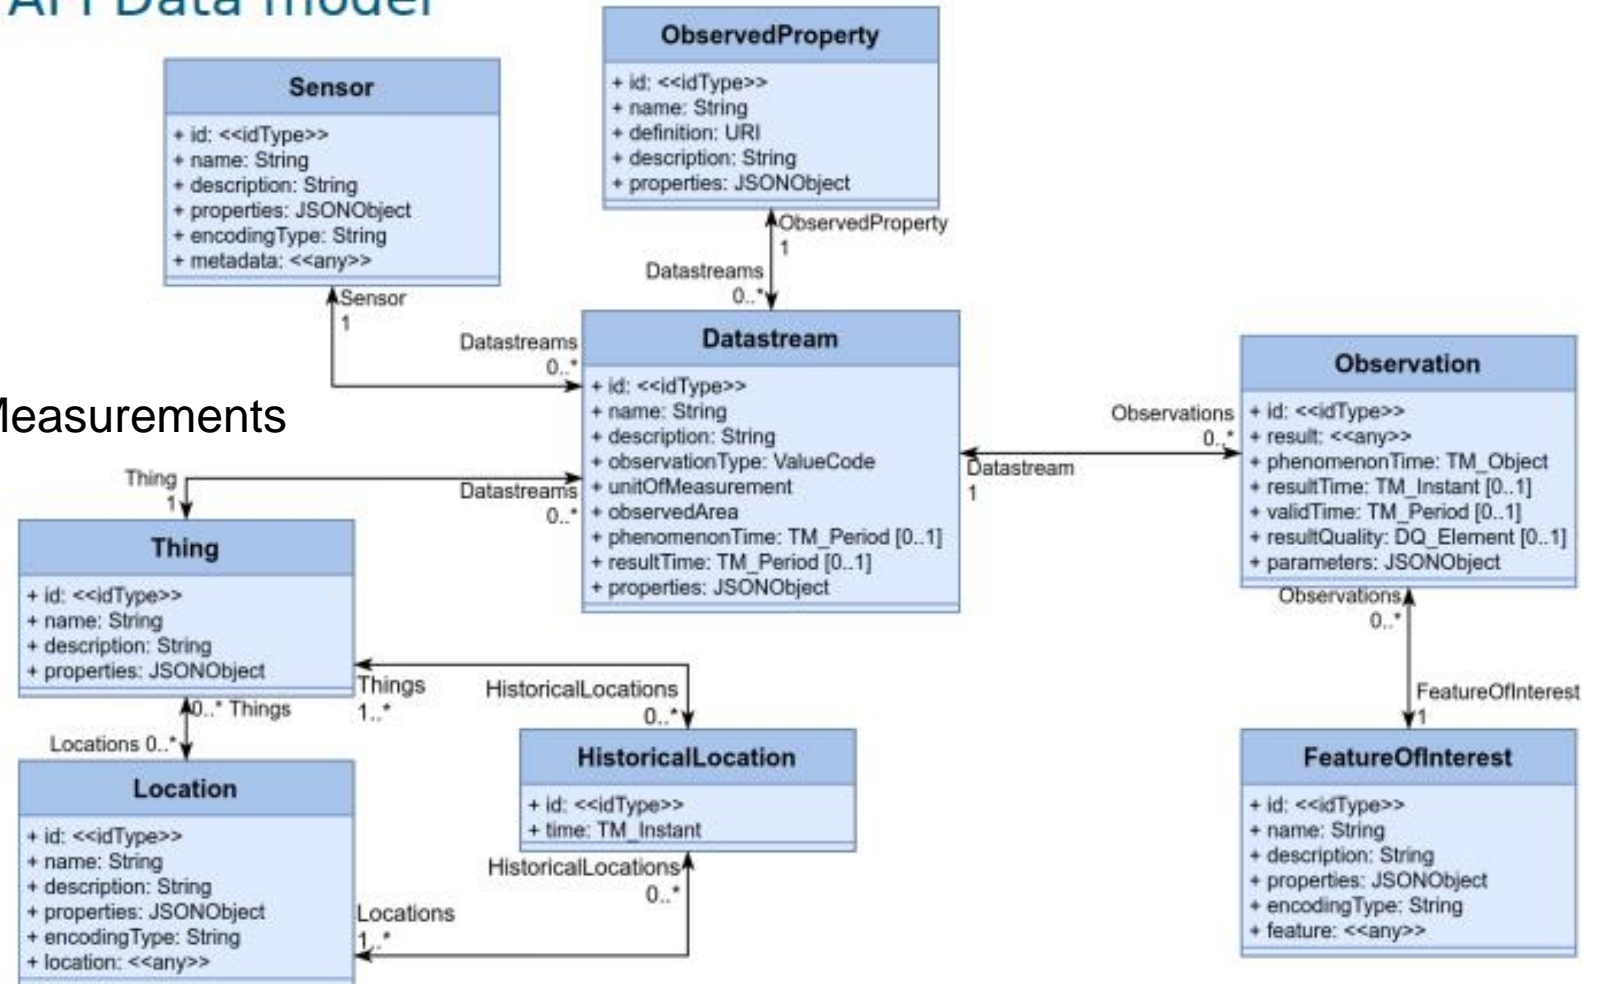 API Data model
ObservedProperty
+ id: <<idType>>
+ name: String
+ definition: URI
+ description: String
+ properties: JSONObject
Sensor
+ id: <<idType>>
+ name: String
+ description: String
+ properties: JSONObject
+ encodingType: String
+ metadata: <<any>>
ObservedProperty
1
Datastreams
0..*
Sensor
1
Datastreams
0..*
Datastream
+ id: <<idType>>
+ name: String
+ description: String
+ observationType: ValueCode
+ unitOfMeasurement
+ observedArea
+ phenomenonTime: TM_Period [0..1]
+ resultTime: TM_Period [0..1]
+ properties: JSONObject
Measurements
Observations
0..*
Datastream
1
Observation
+ id: <<idType>>
+ result: <<any>>
+ phenomenonTime: TM_Object
+ resultTime: TM_Instant [0..1]
+ validTime: TM_Period [0..1]
+ resultQuality: DQ_Element [0..1]
+ parameters: JSONObject
Thing
1
Datastreams
0..*
Thing
+ id: <<idType>>
+ name: String
+ description: String
+ properties: JSONObject
Observations
0..*
FeatureOfInterest
1
Things
1..*
HistoricalLocations
0..*
0..* Things
Locations 0..*
HistoricalLocation
+ id: <<idType>>
+ time: TM_Instant
FeatureOfInterest
+ id: <<idType>>
+ name: String
+ description: String
+ properties: JSONObject
+ encodingType: String
+ feature: <<any>>
Location
+ id: <<idType>>
+ name: String
+ description: String
+ properties: JSONObject
+ encodingType: String
+ location: <<any>>
HistoricalLocations
0..*
Locations
1..*